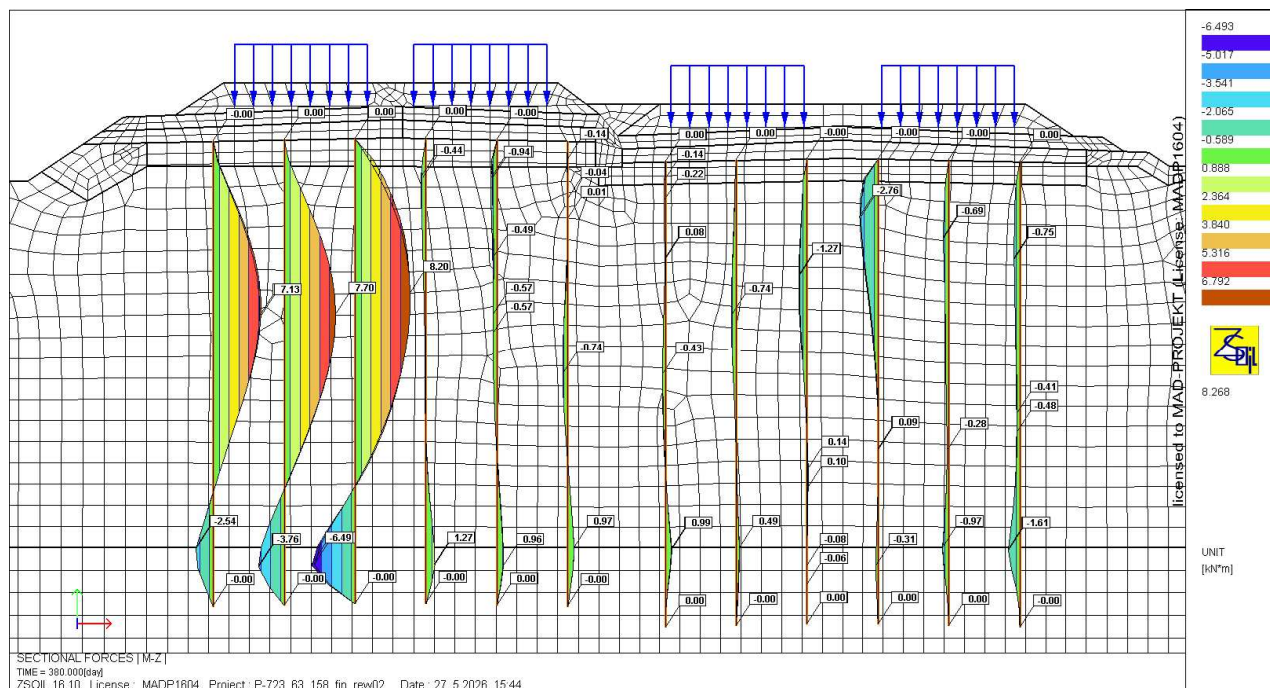 -6.493
-5.017
-3.541
-2.065
-0.589
0.888
2.364
3.840
5.316
6.792
8.268
UNIT
[kN*m]
licensed to MAD-PROJEKT (License: MADP1604)
ZSoil
-0.00 0.00 0.00 0.00 -0.00
-0.14 0.00 0.00 -0.00 -0.00 -0.00 0.00
-0.44 -0.94 -0.14
-0.04 -0.22
0.01 -2.76
-0.49 0.08 -0.69 -0.75
8.20 -1.27
7.13 -0.57 -0.74
7.70 -0.57
-0.74 -0.43
-0.41
0.09 -0.48
0.14 -0.28
0.10
-2.54 0.97 0.99 0.49 -0.97 -1.61
-3.76 -6.49 1.27 0.96 -0.08 -0.31
-0.06
-0.00 -0.00 -0.00 -0.00 0.00 -0.00
0.00 -0.00 0.00 0.00 0.00 -0.00
SECTIONAL FORCES | M-Z |
TIME = 380.000[day]
ZSOIL 16.10 License : MADP1604 Project : P-723_63_158_fin_rew02 Date : 27.5.2026 15:44